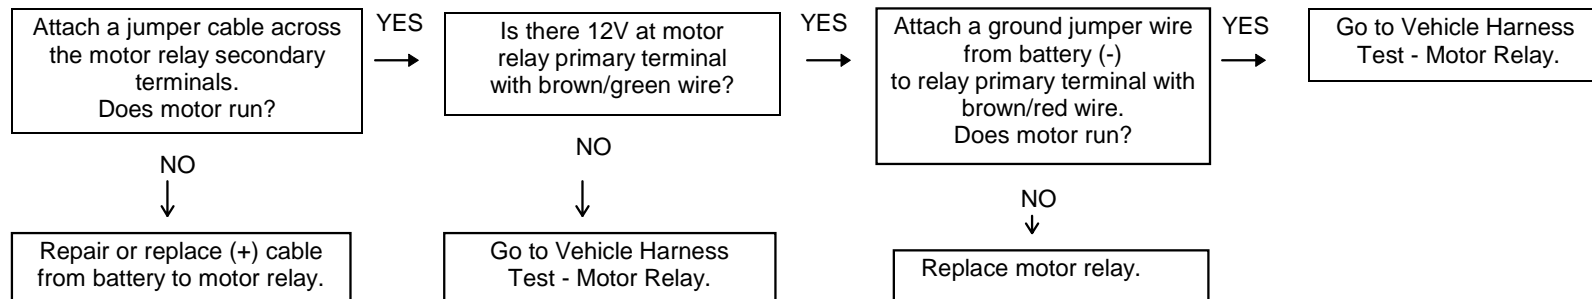 Attach a jumper cable across
the motor relay secondary
terminals.
Does motor run?
YES
Is there 12V at motor
relay primary terminal
with brown/green wire?
YES
Attach a ground jumper wire
from battery (-)
to relay primary terminal with
brown/red wire.
Does motor run?
YES
Go to Vehicle Harness
Test - Motor Relay.
NO
NO
NO
Repair or replace (+) cable
from battery to motor relay.
Go to Vehicle Harness
Test - Motor Relay.
Replace motor relay.